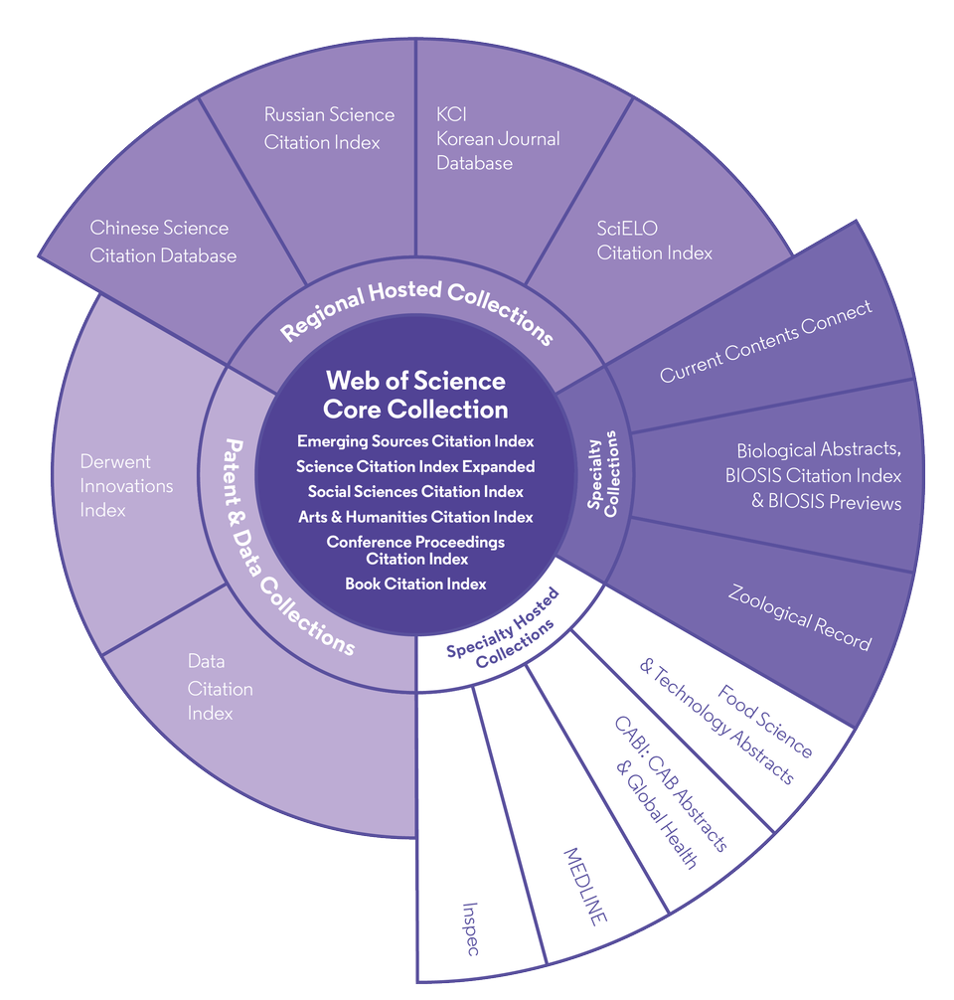 Web of Science
Core Collection
Emerging Sources Citation Index
Science Citation Index Expanded
Social Sciences Citation Index
Arts & Humanities Citation Index
Conference Proceedings
Citation Index
Book Citation Index
Regional Hosted Collections
Chinese Science
Citation Database
Russian Science
Citation Index
KCI
Korean Journal
Database
SciELO
Citation Index
Specialty
Collections
Current Contents Connect
Biological Abstracts,
BIOSIS Citation Index
& BIOSIS Previews
Zoological Record
Specialty Hosted
Collections
Food Science
& Technology Abstracts
CABI: CAB Abstracts
& Global Health
MEDLINE
Inspec
Patent & Data Collections
Data
Citation
Index
Derwent
Innovations
Index